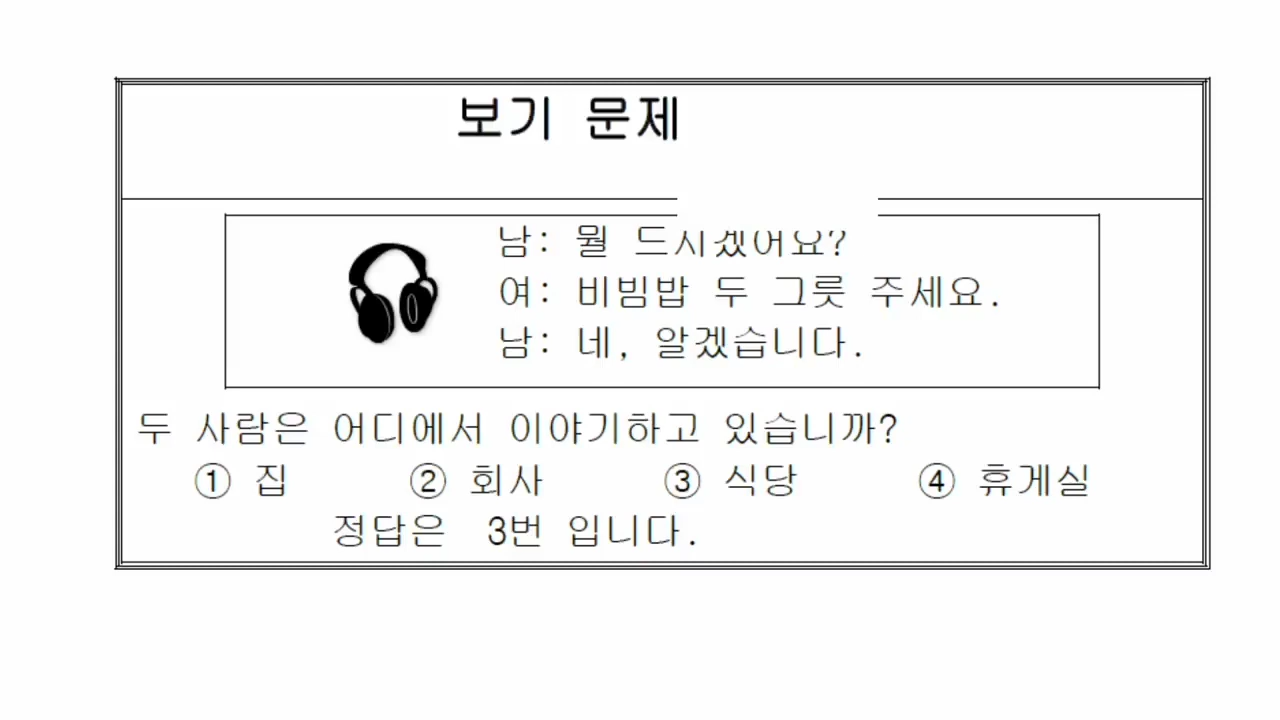 보기 문제
남: 뭘 드시겠어요?
여: 비빔밥 두 그릇 주세요.
남: 네, 알겠습니다.
두 사람은 어디에서 이야기하고 있습니까?
① 집 ② 회사 ③ 식당 ④ 휴게실
정답은 3번 입니다.